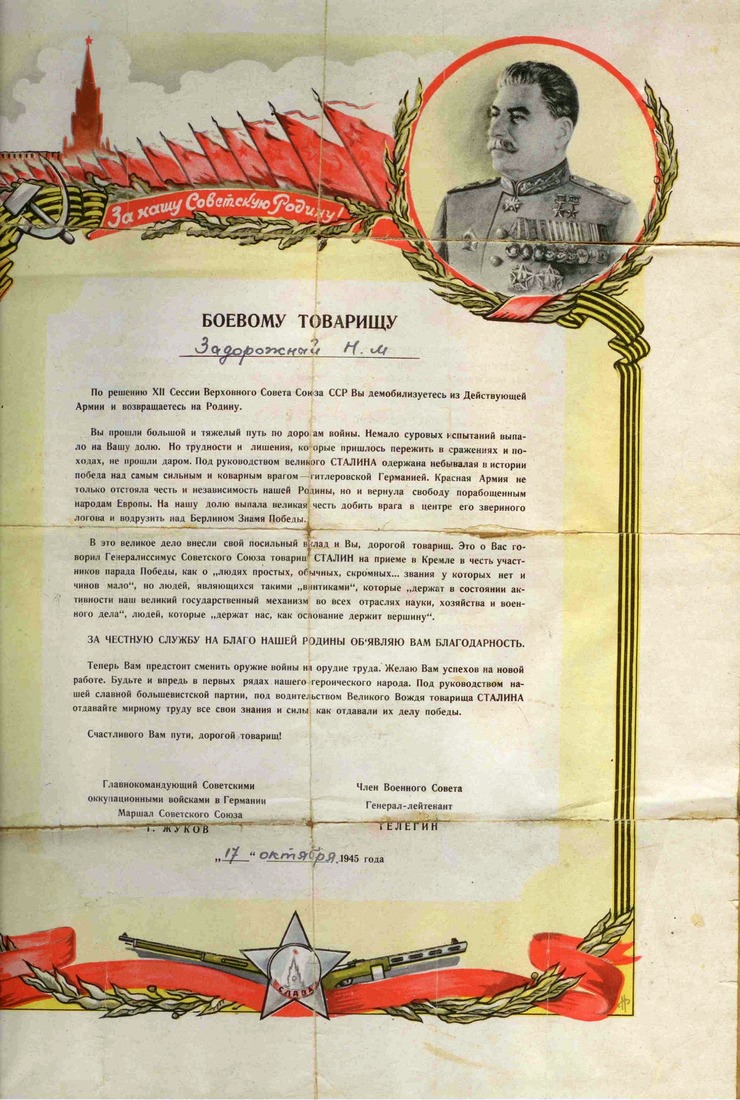 За нашу Советскую Родину!
БОЕВОМУ ТОВАРИЩУ
Задорожный Н. М
По решению XII Сессии Верховного Совета Союза ССР Вы демобилизуетесь из Действующей
Армии и возвращаетесь на Родину.
Вы прошли большой и тяжелый путь по дорогам войны. Немало суровых испытаний выпа-
ло на Вашу долю. Но трудности и лишения, которые пришлось пережить в сражениях и по-
ходах, не прошли даром. Под руководством великого СТАЛИНА одержана небывалая в истории
победа над самым сильным и коварным врагом — гитлеровской Германией. Красная Армия не
только отстояла честь и независимость нашей Родины, но и вернула свободу порабощенным
народам Европы. На нашу долю выпала великая честь добить врага в центре его звериного
логова и водрузить над Берлином Знамя Победы.
В это великое дело внесли свой посильный вклад и Вы, дорогой товарищ. Это о Вас го-
ворил Генералиссимус Советского Союза товарищ СТАЛИН на приеме в Кремле в честь участ-
ников парада Победы, как о „людях простых, обычных, скромных... звания у которых нет и
чинов мало“, но людей, являющихся такими „винтиками“, которые „держат в состоянии ак-
тивности наш великий государственный механизм во всех отраслях науки, хозяйства и воен-
ного дела“, людей, которые „держат нас, как основание держит вершину“.
ЗА ЧЕСТНУЮ СЛУЖБУ НА БЛАГО НАШЕЙ РОДИНЫ ОБ‘ЯВЛЯЮ ВАМ БЛАГОДАРНОСТЬ.
Теперь Вам предстоит сменить оружие войны на орудие труда. Желаю Вам успехов на новой
работе. Будьте и впредь в первых рядах нашего героического народа. Под руководством на-
шей славной большевистской партии, под водительством Великого Вождя товарища СТАЛИНА
отдавайте мирному труду все свои знания и силы как отдавали их делу победы.
Счастливого Вам пути, дорогой товарищ!
Главнокомандующий Советскими
оккупационными войсками в Германии
Маршал Советского Союза
Г. ЖУКОВ
Член Военного Совета
Генерал-лейтенант
ТЕЛЕГИН
„17“ октября 1945 года
СЛАВА